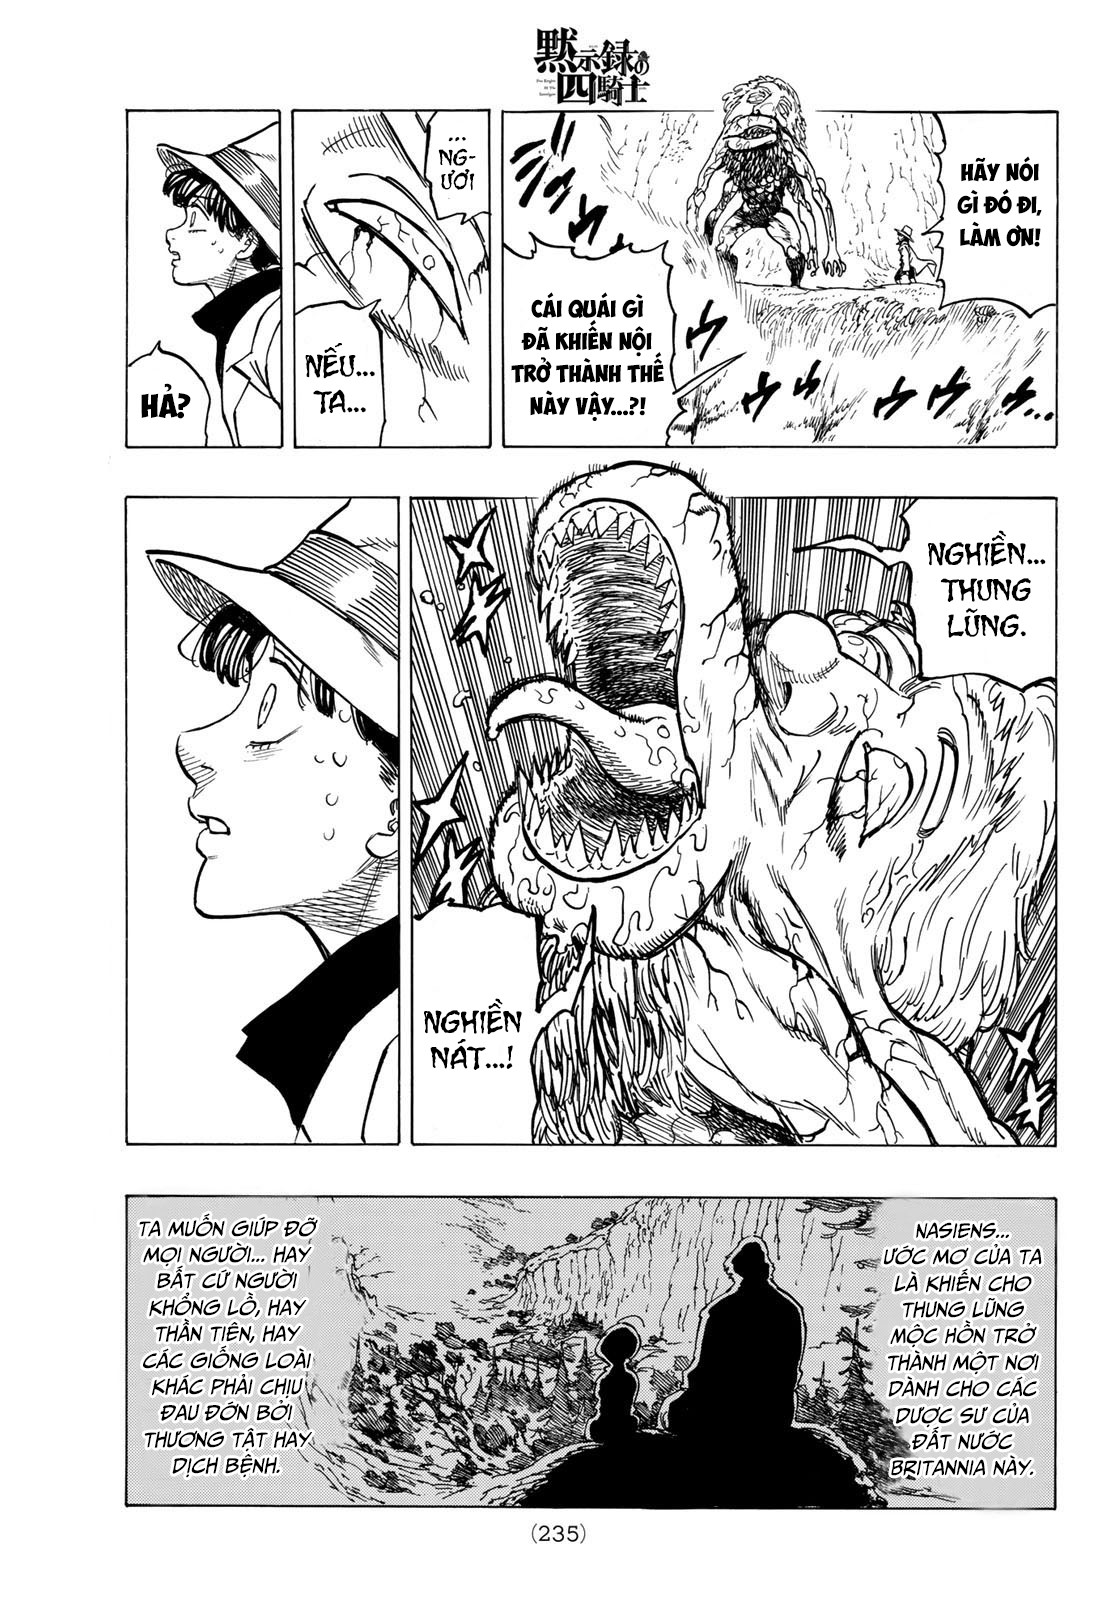 黙示録の
四騎士
HÃY NÓI
GÌ ĐÓ ĐI,
LÀM ƠN!
CÁI QUÁI GÌ
ĐÃ KHIẾN NỘI
TRỞ THÀNH THẾ
NÀY VẬY...?!
...
NG-
ƯƠI
NẾU...
TA...
HẢ?
NGHIỀN...
THUNG
LŨNG.
NGHIỀN
NÁT...!
NASIENS...
ƯỚC MƠ CỦA TA
LÀ KHIẾN CHO
THUNG LŨNG
MỘC HỒN TRỞ
THÀNH MỘT NƠI
DÀNH CHO CÁC
DƯỢC SƯ CỦA
ĐẤT NƯỚC
BRITANNIA NÀY.
TA MUỐN GIÚP ĐỠ
MỌI NGƯỜI... HAY
BẤT CỨ NGƯỜI
KHỔNG LỒ, HAY
THẦN TIÊN, HAY
CÁC GIỐNG LOÀI
KHÁC PHẢI CHỊU
ĐAU ĐỚN BỞI
THƯƠNG TẬT HAY
DỊCH BỆNH.
(235)